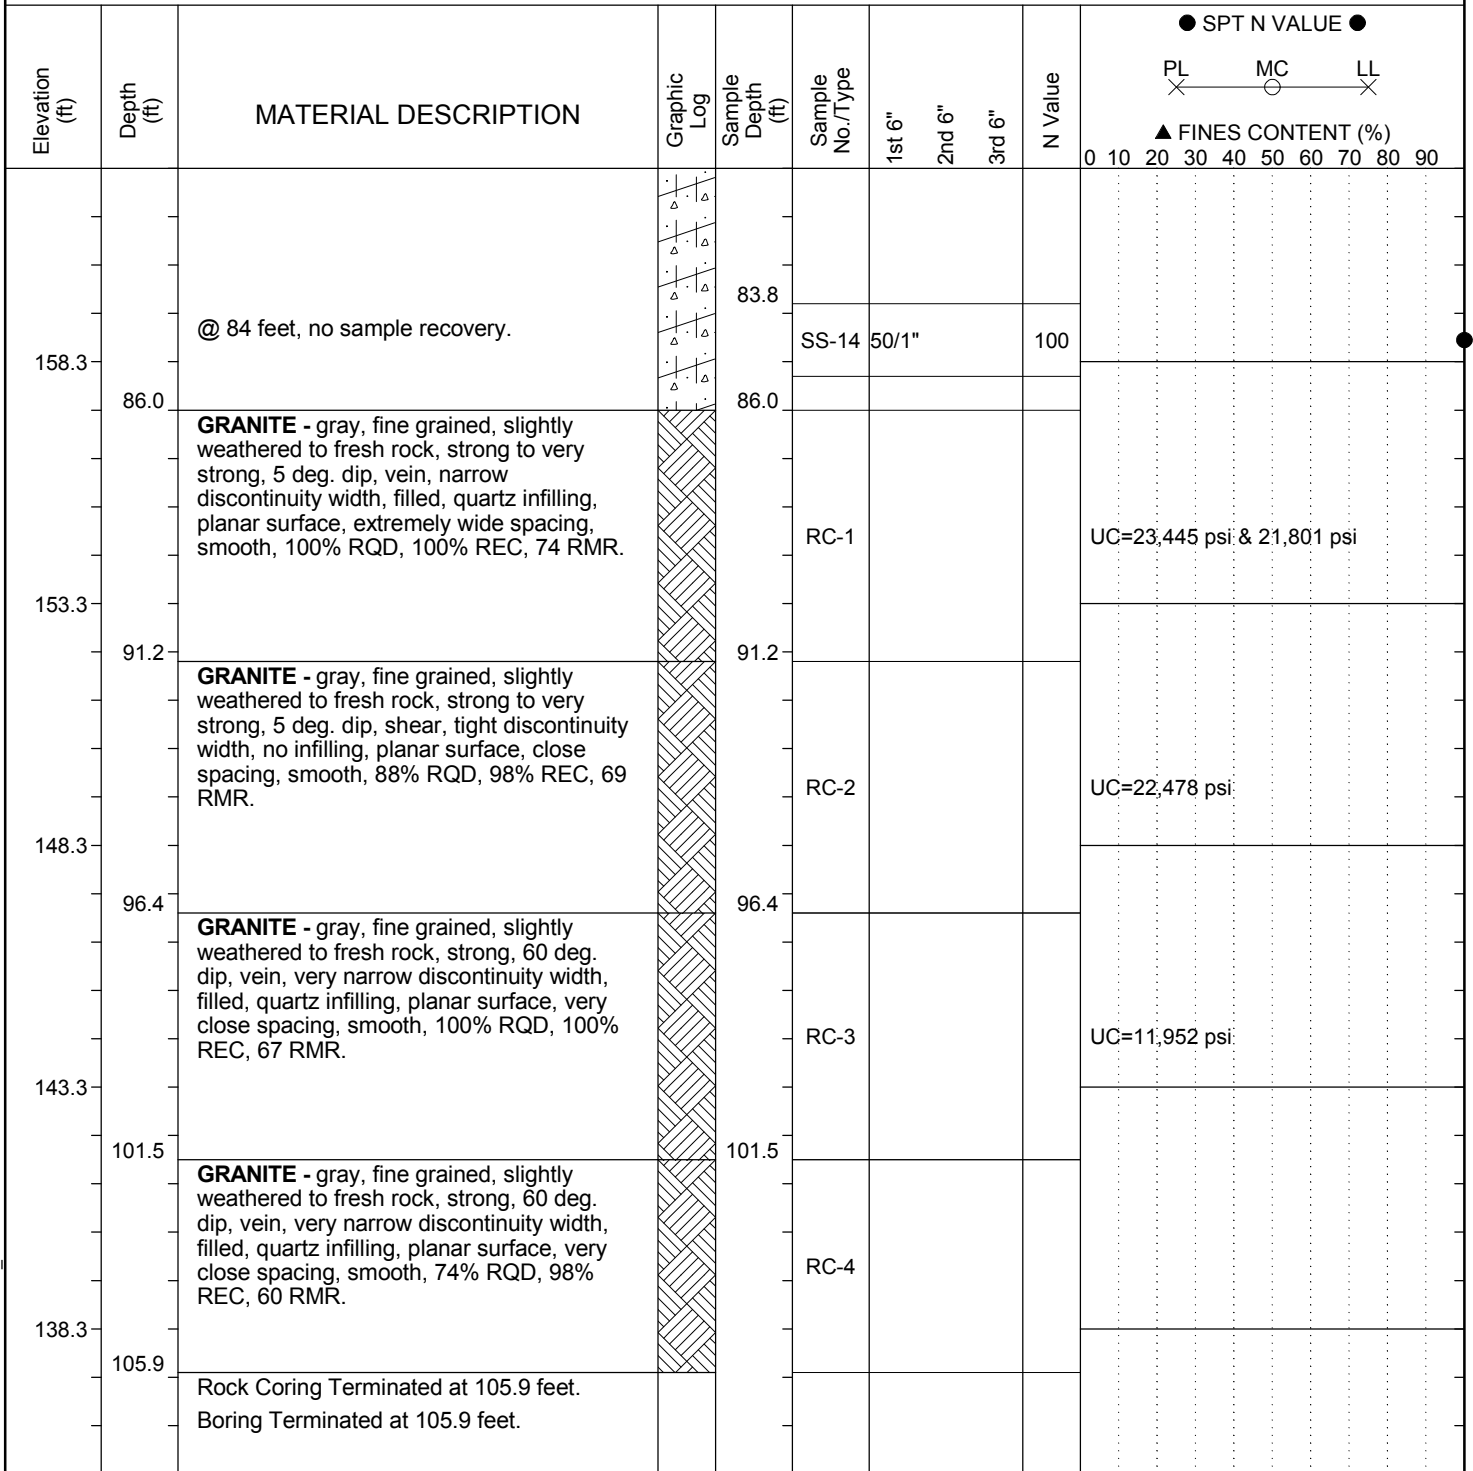 ● SPT N VALUE ●
PL MC LL
▲ FINES CONTENT (%)
0 10 20 30 40 50 60 70 80 90
Elevation
(ft)
Depth
(ft)
MATERIAL DESCRIPTION
Graphic
Log
Sample
Depth
(ft)
Sample
No./Type
1st 6"
2nd 6"
3rd 6"
N Value
83.8
@ 84 feet, no sample recovery.
SS-14 50/1" 100
158.3
86.0 86.0
GRANITE - gray, fine grained, slightly
weathered to fresh rock, strong to very
strong, 5 deg. dip, vein, narrow
discontinuity width, filled, quartz infilling,
planar surface, extremely wide spacing,
smooth, 100% RQD, 100% REC, 74 RMR.
RC-1 UC=23,445 psi & 21,801 psi
153.3
91.2 91.2
GRANITE - gray, fine grained, slightly
weathered to fresh rock, strong to very
strong, 5 deg. dip, shear, tight discontinuity
width, no infilling, planar surface, close
spacing, smooth, 88% RQD, 98% REC, 69
RMR.
RC-2 UC=22,478 psi
148.3
96.4 96.4
GRANITE - gray, fine grained, slightly
weathered to fresh rock, strong, 60 deg.
dip, vein, very narrow discontinuity width,
filled, quartz infilling, planar surface, very
close spacing, smooth, 100% RQD, 100%
REC, 67 RMR.
RC-3 UC=11,952 psi
143.3
101.5 101.5
GRANITE - gray, fine grained, slightly
weathered to fresh rock, strong, 60 deg.
dip, vein, very narrow discontinuity width,
filled, quartz infilling, planar surface, very
close spacing, smooth, 74% RQD, 98%
REC, 60 RMR.
RC-4
138.3
105.9
Rock Coring Terminated at 105.9 feet.
Boring Terminated at 105.9 feet.